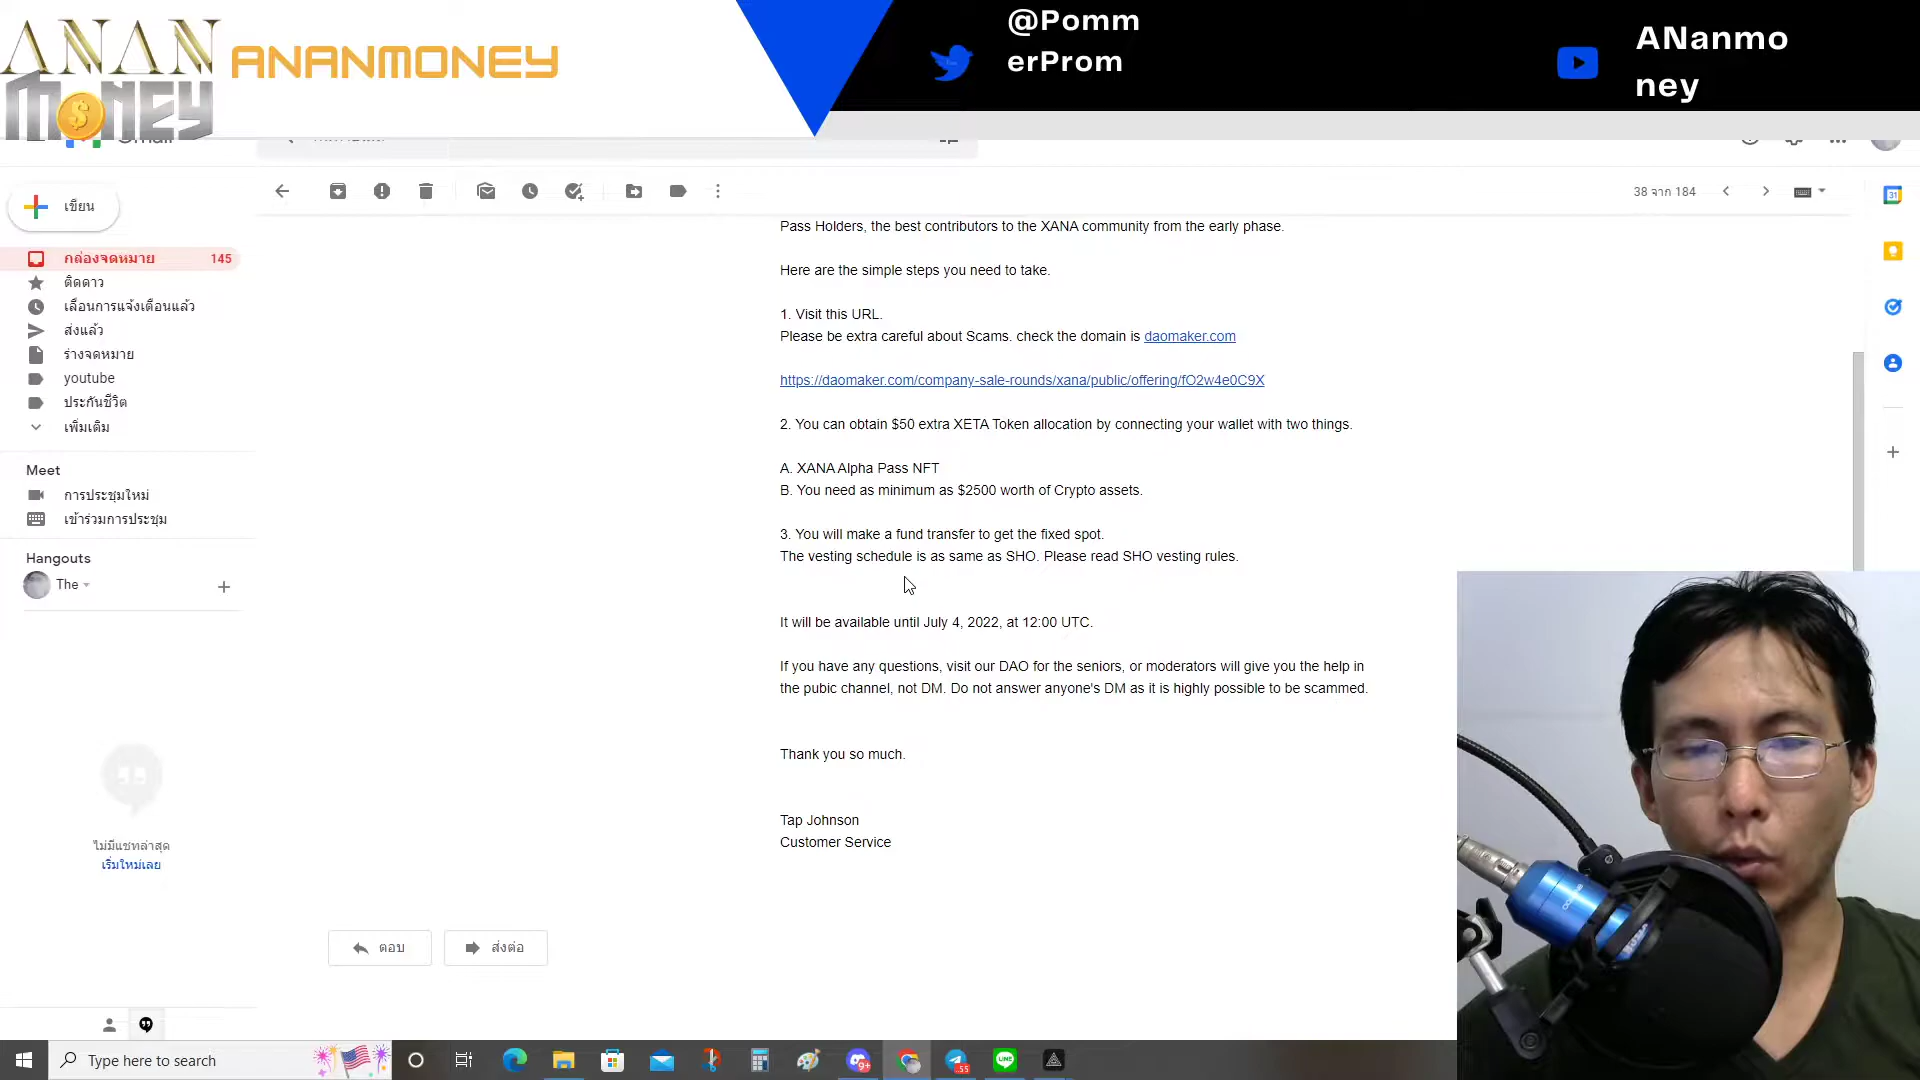 ANAN
MONEY
$
ANANMONEY
@Pomm
erProm
ANanmo
ney
Gmail
เขียน
38 จาก 184
กล่องจดหมาย 145
ติดดาว
เลื่อนการแจ้งเตือนแล้ว
ส่งแล้ว
ร่างจดหมาย
youtube
ประกันชีวิต
เพิ่มเติม
Meet
การประชุมใหม่
เข้าร่วมการประชุม
Hangouts
The
ไม่มีแชทล่าสุด
เริ่มใหม่เลย
Pass Holders, the best contributors to the XANA community from the early phase.
Here are the simple steps you need to take.
1. Visit this URL.
Please be extra careful about Scams. check the domain is daomaker.com
https://daomaker.com/company-sale-rounds/xana/public/offering/fO2w4e0C9X
2. You can obtain $50 extra XETA Token allocation by connecting your wallet with two things.
A. XANA Alpha Pass NFT
B. You need as minimum as $2500 worth of Crypto assets.
3. You will make a fund transfer to get the fixed spot.
The vesting schedule is as same as SHO. Please read SHO vesting rules.
It will be available until July 4, 2022, at 12:00 UTC.
If you have any questions, visit our DAO for the seniors, or moderators will give you the help in
the pubic channel, not DM. Do not answer anyone's DM as it is highly possible to be scammed.
Thank you so much.
Tap Johnson
Customer Service
ตอบ
ส่งต่อ
31
Type here to search
9+
55
LINE